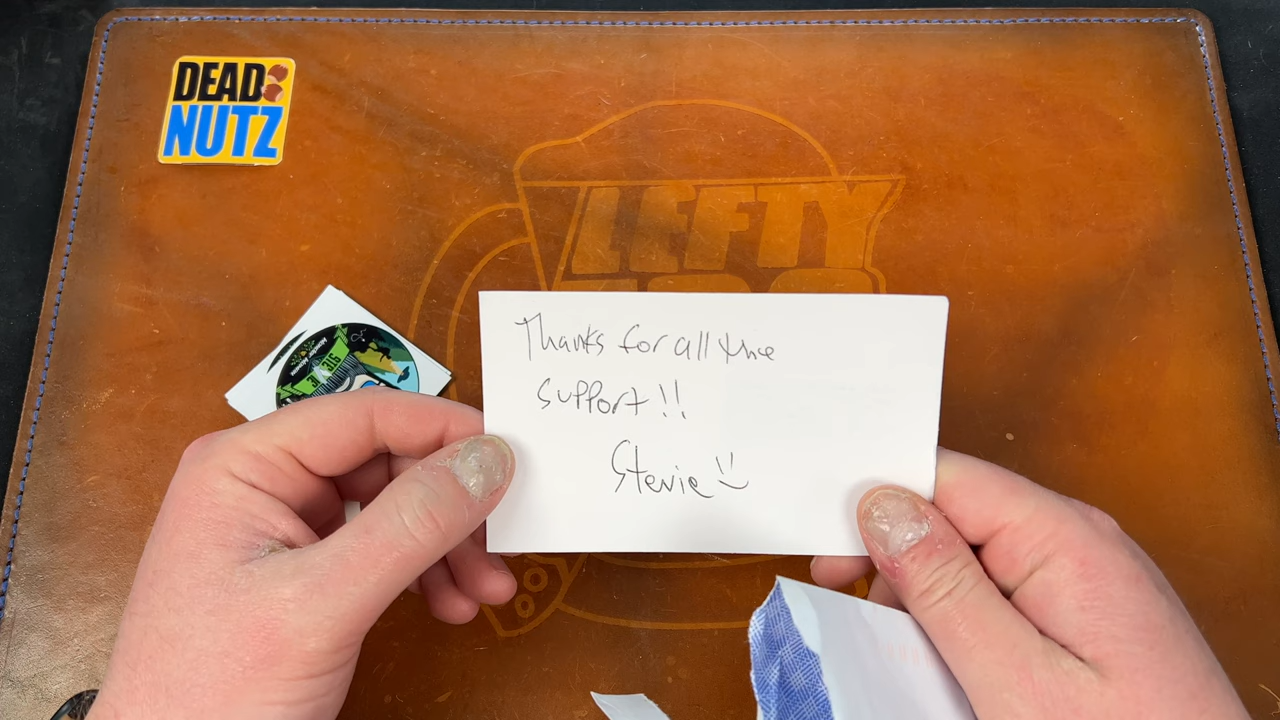 DEAD
NUTZ
LEFTY
Thanks for all the
support!!
Stevie